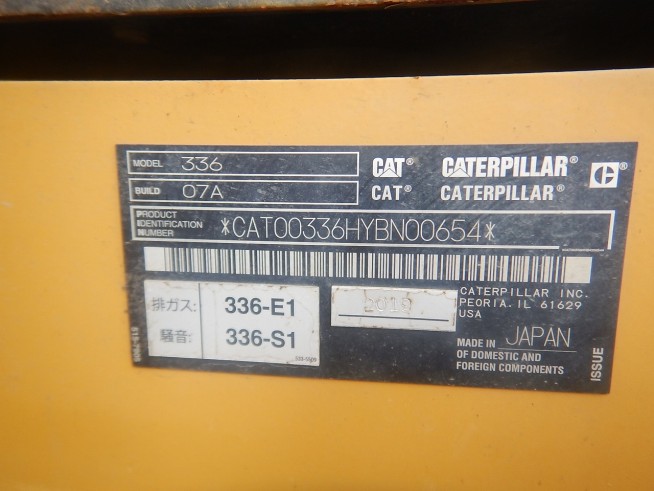 MODEL 336
CAT® CATERPILLAR®
BUILD 07A
CAT® CATERPILLAR®
PRODUCT IDENTIFICATION NUMBER *CAT00336HYBN00654*
排ガス: 336-E1
騒音: 336-S1
2019
CATERPILLAR INC.
PEORIA. IL 61629
USA
MADE IN JAPAN
OF DOMESTIC AND
FOREIGN COMPONENTS
ISSUE